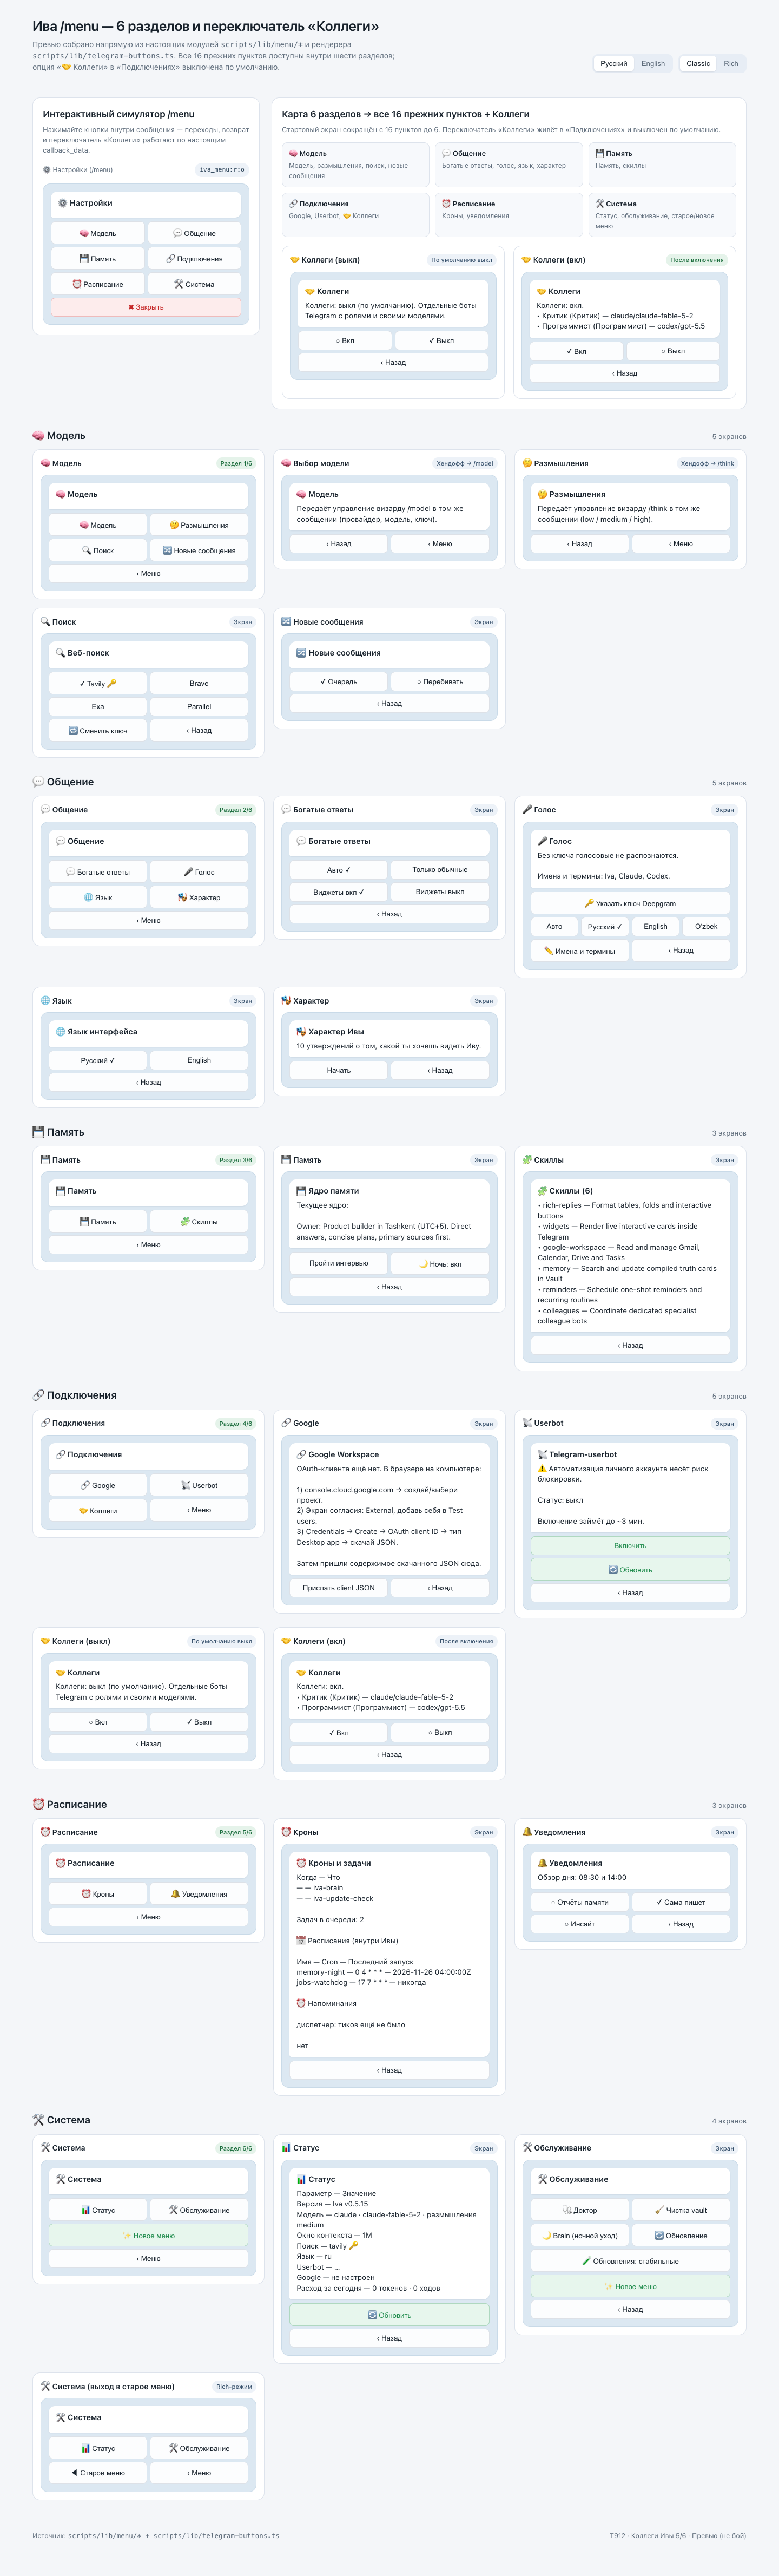 Ива /menu — 6 разделов и переключатель «Коллеги»
Превью собрано напрямую из настоящих модулей scripts/lib/menu/* и рендерера
scripts/lib/telegram-buttons.ts. Все 16 прежних пунктов доступны внутри шести разделов;
опция «🤝 Коллеги» в «Подключениях» выключена по умолчанию.
Русский English Classic Rich
Интерактивный симулятор /menu
Нажимайте кнопки внутри сообщения — переходы, возврат
и переключатель «Коллеги» работают по настоящим
callback_data.
⚙️ Настройки (/menu) iva_menu:r:o
⚙️ Настройки
🧠 Модель 💬 Общение
💾 Память 🔗 Подключения
⏰ Расписание 🛠 Система
✖ Закрыть
Карта 6 разделов → все 16 прежних пунктов + Коллеги
Стартовый экран сокращён с 16 пунктов до 6. Переключатель «Коллеги» живёт в «Подключениях» и выключен по умолчанию.
🧠 Модель
Модель, размышления, поиск, новые
сообщения
💬 Общение
Богатые ответы, голос, язык, характер
💾 Память
Память, скиллы
🔗 Подключения
Google, Userbot, 🤝 Коллеги
⏰ Расписание
Кроны, уведомления
🛠 Система
Статус, обслуживание, старое/новое
меню
🤝 Коллеги (выкл) По умолчанию выкл
🤝 Коллеги
Коллеги: выкл (по умолчанию). Отдельные боты
Telegram с ролями и своими моделями.
○ Вкл ✓ Выкл
‹ Назад
🤝 Коллеги (вкл) После включения
🤝 Коллеги
Коллеги: вкл.
• Критик (Критик) — claude/claude-fable-5-2
• Программист (Программист) — codex/gpt-5.5
✓ Вкл ○ Выкл
‹ Назад
🧠 Модель 5 экранов
🧠 Модель Раздел 1/6
🧠 Модель
🧠 Модель 🤔 Размышления
🔍 Поиск 🔀 Новые сообщения
‹ Меню
🧠 Выбор модели Хендофф → /model
🧠 Модель
Передаёт управление визарду /model в том же
сообщении (провайдер, модель, ключ).
‹ Назад ‹ Меню
🤔 Размышления Хендофф → /think
🤔 Размышления
Передаёт управление визарду /think в том же
сообщении (low / medium / high).
‹ Назад ‹ Меню
🔍 Поиск Экран
🔍 Веб-поиск
✓ Tavily 🔑 Brave
Exa Parallel
🔄 Сменить ключ ‹ Назад
🔀 Новые сообщения Экран
🔀 Новые сообщения
✓ Очередь ○ Перебивать
‹ Назад
💬 Общение 5 экранов
💬 Общение Раздел 2/6
💬 Общение
💬 Богатые ответы 🎤 Голос
🌐 Язык 🎭 Характер
‹ Меню
💬 Богатые ответы Экран
💬 Богатые ответы
Авто ✓ Только обычные
Виджеты вкл ✓ Виджеты выкл
‹ Назад
🎤 Голос Экран
🎤 Голос
Без ключа голосовые не распознаются.
Имена и термины: Iva, Claude, Codex.
🔑 Указать ключ Deepgram
Авто Русский ✓ English O'zbek
✏️ Имена и термины ‹ Назад
🌐 Язык Экран
🌐 Язык интерфейса
Русский ✓ English
‹ Назад
🎭 Характер Экран
🎭 Характер Ивы
10 утверждений о том, какой ты хочешь видеть Иву.
Начать ‹ Назад
💾 Память 3 экранов
💾 Память Раздел 3/6
💾 Память
💾 Память 🧩 Скиллы
‹ Меню
💾 Память Экран
💾 Ядро памяти
Текущее ядро:
Owner: Product builder in Tashkent (UTC+5). Direct
answers, concise plans, primary sources first.
Пройти интервью 🌙 Ночь: вкл
‹ Назад
🧩 Скиллы Экран
🧩 Скиллы (6)
• rich-replies — Format tables, folds and interactive
buttons
• widgets — Render live interactive cards inside
Telegram
• google-workspace — Read and manage Gmail,
Calendar, Drive and Tasks
• memory — Search and update compiled truth cards
in Vault
• reminders — Schedule one-shot reminders and
recurring routines
• colleagues — Coordinate dedicated specialist
colleague bots
‹ Назад
🔗 Подключения 5 экранов
🔗 Подключения Раздел 4/6
🔗 Подключения
🔗 Google 📡 Userbot
🤝 Коллеги ‹ Меню
🔗 Google Экран
🔗 Google Workspace
OAuth-клиента ещё нет. В браузере на компьютере:
1) console.cloud.google.com → создай/выбери
проект.
2) Экран согласия: External, добавь себя в Test
users.
3) Credentials → Create → OAuth client ID → тип
Desktop app → скачай JSON.
Затем пришли содержимое скачанного JSON сюда.
Прислать client JSON ‹ Назад
📡 Userbot Экран
📡 Telegram-userbot
⚠️ Автоматизация личного аккаунта несёт риск
блокировки.
Статус: выкл
Включение займёт до ~3 мин.
Включить
🔄 Обновить
‹ Назад
🤝 Коллеги (выкл) По умолчанию выкл
🤝 Коллеги
Коллеги: выкл (по умолчанию). Отдельные боты
Telegram с ролями и своими моделями.
○ Вкл ✓ Выкл
‹ Назад
🤝 Коллеги (вкл) После включения
🤝 Коллеги
Коллеги: вкл.
• Критик (Критик) — claude/claude-fable-5-2
• Программист (Программист) — codex/gpt-5.5
✓ Вкл ○ Выкл
‹ Назад
⏰ Расписание 3 экранов
⏰ Расписание Раздел 5/6
⏰ Расписание
⏰ Кроны 🔔 Уведомления
‹ Меню
⏰ Кроны Экран
⏰ Кроны и задачи
Когда — Что
— — iva-brain
— — iva-update-check
Задач в очереди: 2
📅 Расписания (внутри Ивы)
Имя — Cron — Последний запуск
memory-night — 0 4 * * * — 2026-11-26 04:00:00Z
jobs-watchdog — 17 7 * * * — никогда
⏰ Напоминания
диспетчер: тиков ещё не было
нет
‹ Назад
🔔 Уведомления Экран
🔔 Уведомления
Обзор дня: 08:30 и 14:00
○ Отчёты памяти ✓ Сама пишет
○ Инсайт ‹ Назад
🛠 Система 4 экранов
🛠 Система Раздел 6/6
🛠 Система
📊 Статус 🛠 Обслуживание
✨ Новое меню
‹ Меню
📊 Статус Экран
📊 Статус
Параметр — Значение
Версия — Iva v0.5.15
Модель — claude · claude-fable-5-2 · размышления
medium
Окно контекста — 1M
Поиск — tavily 🔑
Язык — ru
Userbot — …
Google — не настроен
Расход за сегодня — 0 токенов · 0 ходов
🔄 Обновить
‹ Назад
🛠 Обслуживание Экран
🛠 Обслуживание
🩺 Доктор 🧹 Чистка vault
🌙 Brain (ночной уход) 🔄 Обновление
🧪 Обновления: стабильные
✨ Новое меню
‹ Назад
🛠 Система (выход в старое меню) Rich-режим
🛠 Система
📊 Статус 🛠 Обслуживание
◀ Старое меню ‹ Меню
Источник: scripts/lib/menu/* + scripts/lib/telegram-buttons.ts
T912 · Коллеги Ивы 5/6 · Превью (не бой)